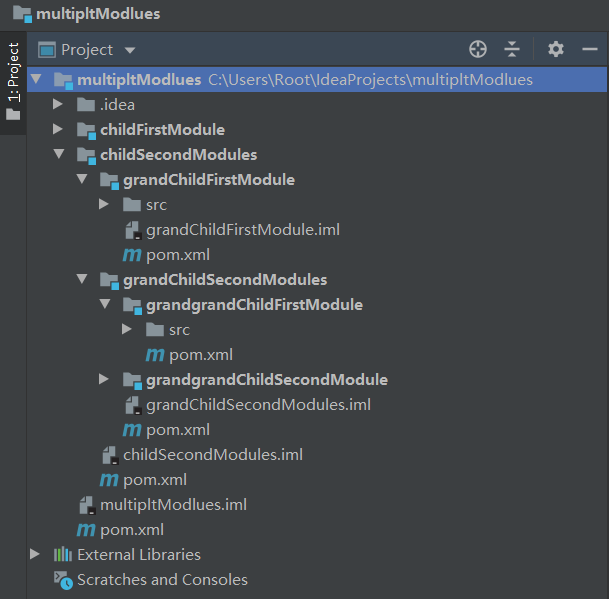 multipltModlues
1: Project
Project
multipltModlues C:\Users\Root\IdeaProjects\multipltModlues
.idea
childFirstModule
childSecondModules
grandChildFirstModule
src
grandChildFirstModule.iml
pom.xml
grandChildSecondModules
grandgrandChildFirstModule
src
pom.xml
grandgrandChildSecondModule
grandChildSecondModules.iml
pom.xml
childSecondModules.iml
pom.xml
multipltModlues.iml
pom.xml
External Libraries
Scratches and Consoles